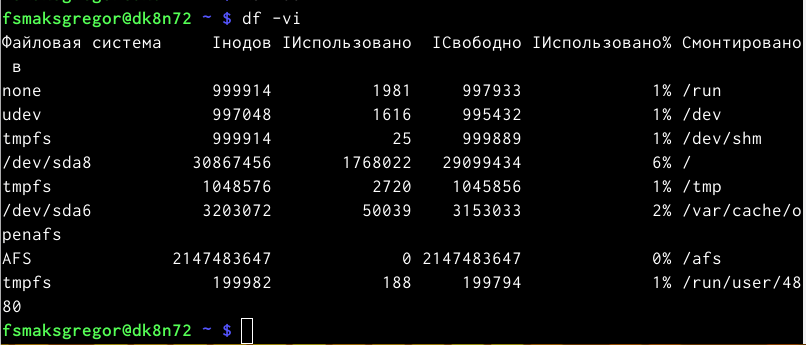 fsmaksgregor@dk8n72 ~ $ df -vi
Файловая система     Iнодов IИспользовано   IСвободно IИспользовано% Cмонтировано
 в
none                 999914          1981      997933             1% /run
udev                 997048          1616      995432             1% /dev
tmpfs                999914            25      999889             1% /dev/shm
/dev/sda8          30867456       1768022    29099434             6% /
tmpfs               1048576          2720     1045856             1% /tmp
/dev/sda6           3203072         50039     3153033             2% /var/cache/o
penafs
AFS              2147483647             0  2147483647             0% /afs
tmpfs                199982           188      199794             1% /run/user/48
80
fsmaksgregor@dk8n72 ~ $